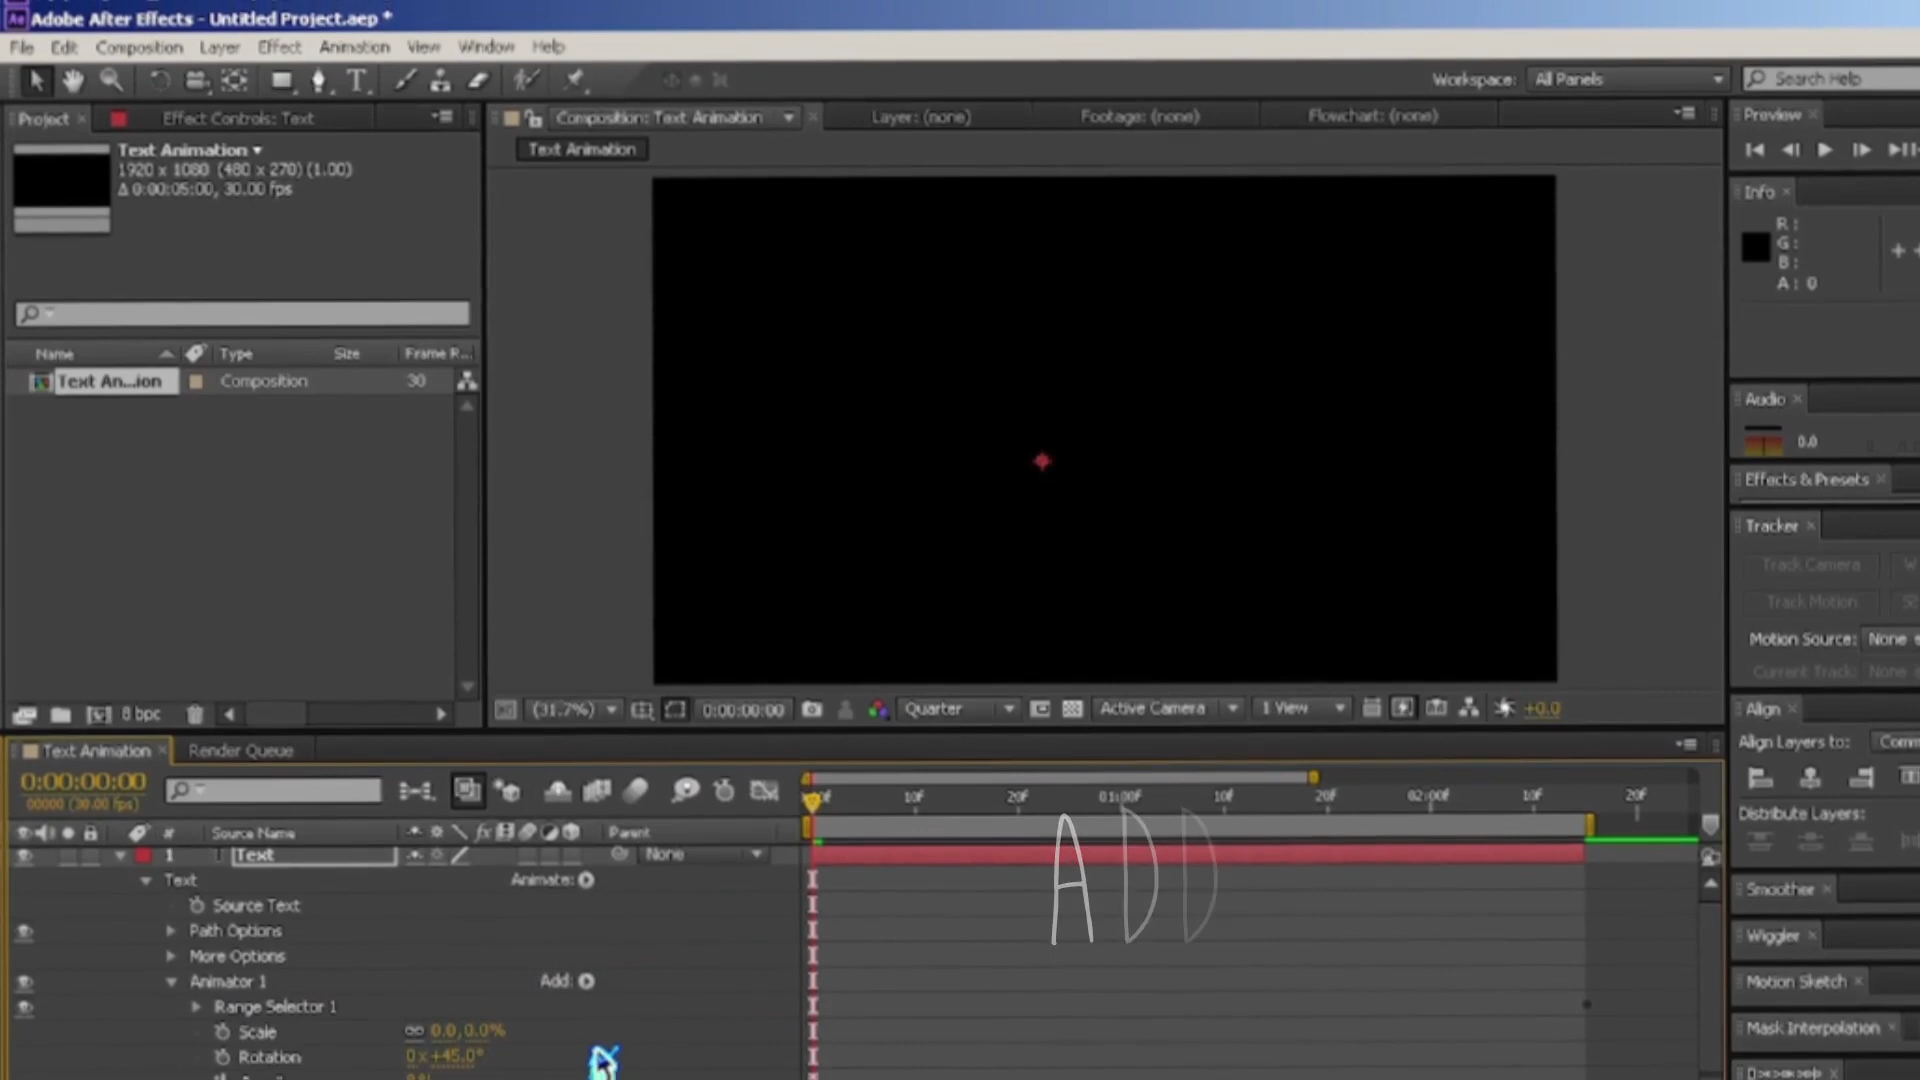 Adobe After Effects - Untitled Project.aep *
File Edit Composition Layer Effect Animation View Window Help
Workspace: All Panels Search Help
Project Effect Controls: Text Composition: Text Animation Layer: (none) Footage: (none) Flowchart: (none) Preview
Text Animation
1920 x 1080 (480 x 270) (1.00)
Δ 0:00:05:00, 30.00 fps
Text Animation
Info
R:
G:
B:
A: 0
Name Type Size Frame R...
Text An...ion Composition 30
Audio
0.0
Effects & Presets
Tracker
Track Camera W
Track Motion
Motion Source: None
Current Track: None
8 bpc (31.7%) 0:00:00:00 Quarter Active Camera 1 View +0.0
Align
Align Layers to:
Distribute Layers:
Text Animation Render Queue
0:00:00:00
00000 (30.00 fps)
10F 20F 01:00F 10F 20F 02:00F 10F 20F
# Source Name fx Parent
1 Text None
Text Animate:
Source Text
Path Options
More Options
Animator 1 Add:
Range Selector 1
Scale 0.0,0.0%
Rotation 0x+45.0°
ADD
Smoother
Wiggler
Motion Sketch
Mask Interpolation